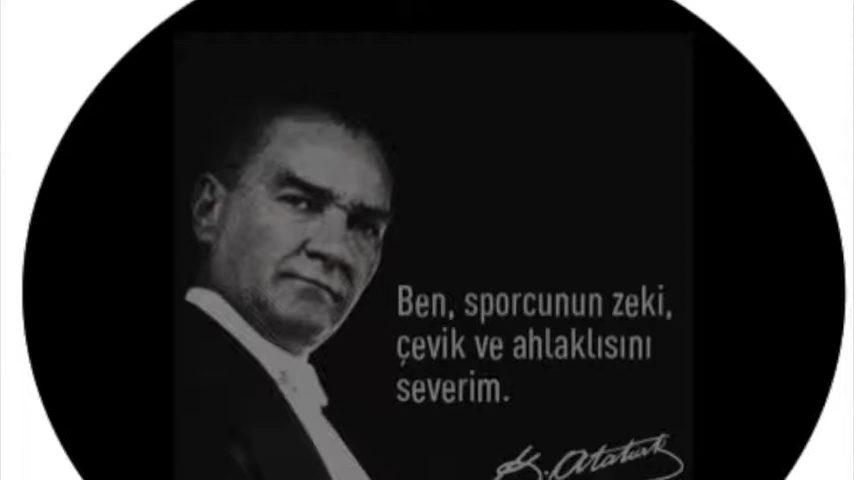 Ben, sporcunun zeki,
çevik ve ahlaklısını
severim.
K. Atatürk